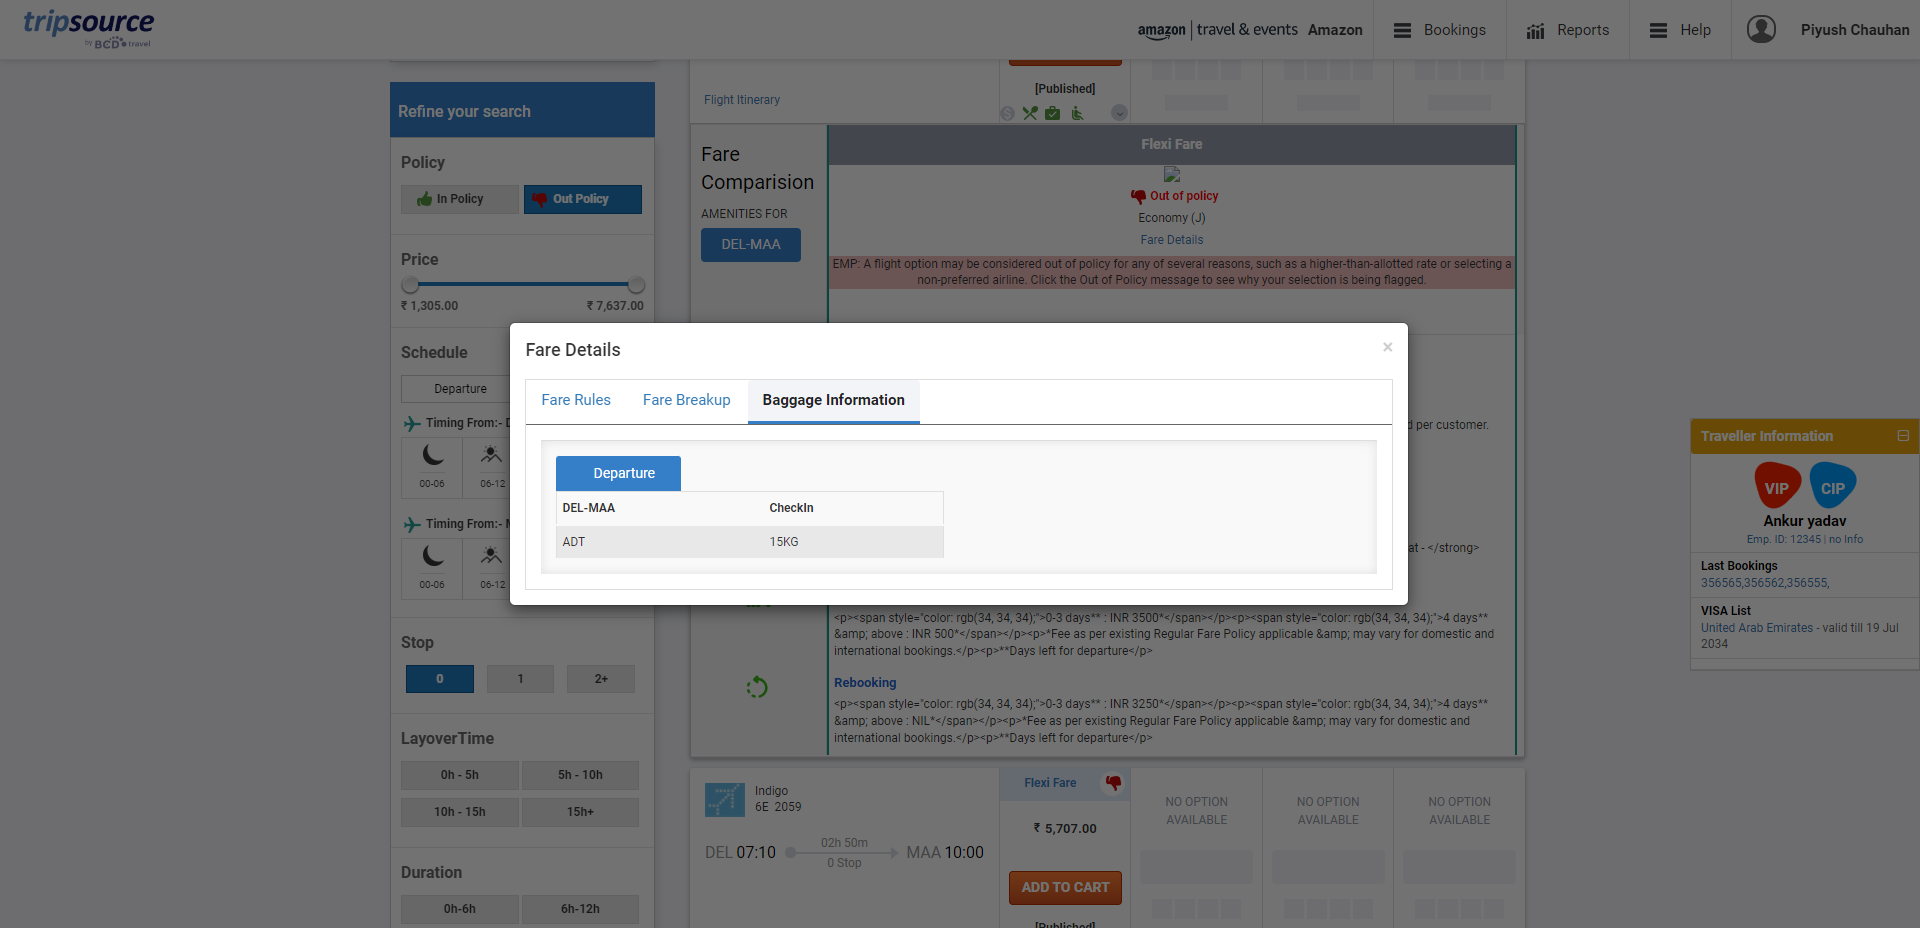 tripsource
by BCD travel
amazon | travel & events Amazon
Bookings
Reports
Help
Piyush Chauhan
Refine your search
Policy
In Policy
Out Policy
Price
₹ 1,305.00
₹ 7,637.00
Schedule
Departure
Timing From:- D
00-06
06-12
Timing From:- M
00-06
06-12
Stop
0
1
2+
LayoverTime
0h - 5h
5h - 10h
10h - 15h
15h+
Duration
0h-6h
6h-12h
Flight Itinerary
[Published]
Fare
Comparision
AMENITIES FOR
DEL-MAA
Flexi Fare
Out of policy
Economy (J)
Fare Details
EMP: A flight option may be considered out of policy for any of several reasons, such as a higher-than-allotted rate or selecting a
non-preferred airline. Click the Out of Policy message to see why your selection is being flagged.
Fare Details
×
Fare Rules
Fare Breakup
Baggage Information
Departure
DEL-MAA
CheckIn
ADT
15KG
d per customer.
at - </strong>
<p><span style="color: rgb(34, 34, 34);">0-3 days** : INR 3500*</span></p><p><span style="color: rgb(34, 34, 34);">4 days**
&amp; above : INR 500*</span></p><p>*Fee as per existing Regular Fare Policy applicable &amp; may vary for domestic and
international bookings.</p><p>**Days left for departure</p>
Rebooking
<p><span style="color: rgb(34, 34, 34);">0-3 days** : INR 3250*</span></p><p><span style="color: rgb(34, 34, 34);">4 days**
&amp; above : NIL*</span></p><p>*Fee as per existing Regular Fare Policy applicable &amp; may vary for domestic and
international bookings.</p><p>**Days left for departure</p>
Indigo
6E 2059
DEL 07:10
02h 50m
0 Stop
MAA 10:00
Flexi Fare
₹ 5,707.00
ADD TO CART
[Published]
NO OPTION
AVAILABLE
NO OPTION
AVAILABLE
NO OPTION
AVAILABLE
Traveller Information
VIP
CIP
Ankur yadav
Emp. ID: 12345 | no Info
Last Bookings
356565,356562,356555,
VISA List
United Arab Emirates - valid till 19 Jul
2034